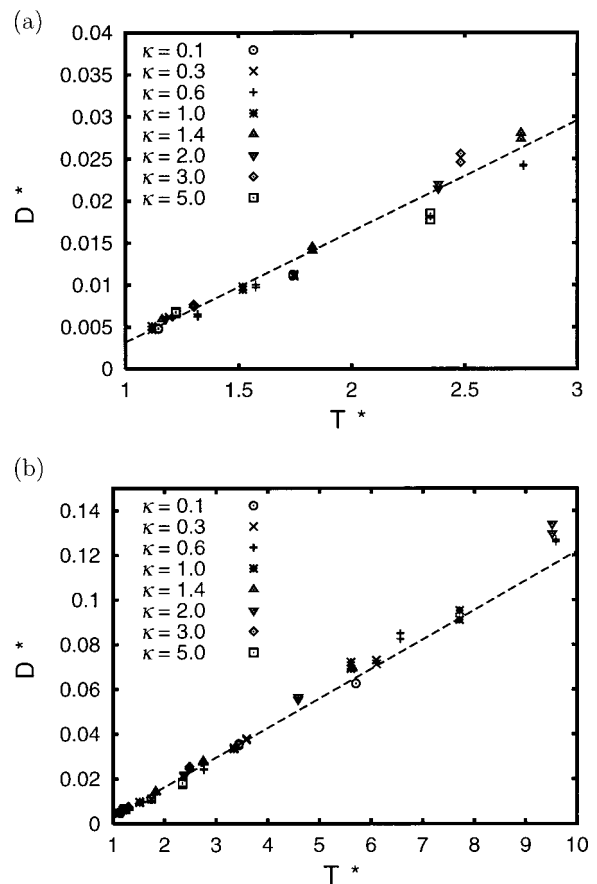 (a)
0.04
0.035
0.03
0.025
0.02
0.015
0.01
0.005
0
D *
κ = 0.1
κ = 0.3
κ = 0.6
κ = 1.0
κ = 1.4
κ = 2.0
κ = 3.0
κ = 5.0
1 1.5 2 2.5 3
T *
(b)
0.14
0.12
0.1
0.08
0.06
0.04
0.02
0
D *
κ = 0.1
κ = 0.3
κ = 0.6
κ = 1.0
κ = 1.4
κ = 2.0
κ = 3.0
κ = 5.0
1 2 3 4 5 6 7 8 9 10
T *